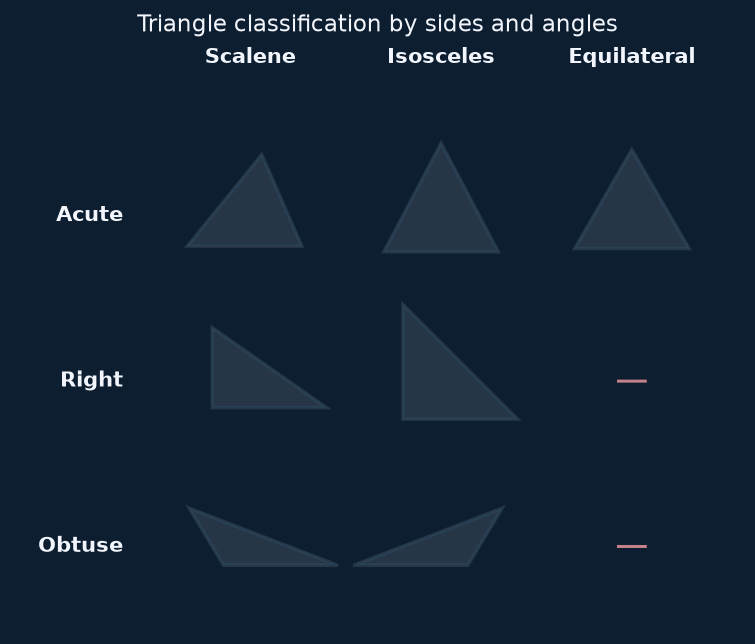 Triangle classification by sides and angles
Scalene Isosceles Equilateral
Acute
Right
—
Obtuse
—